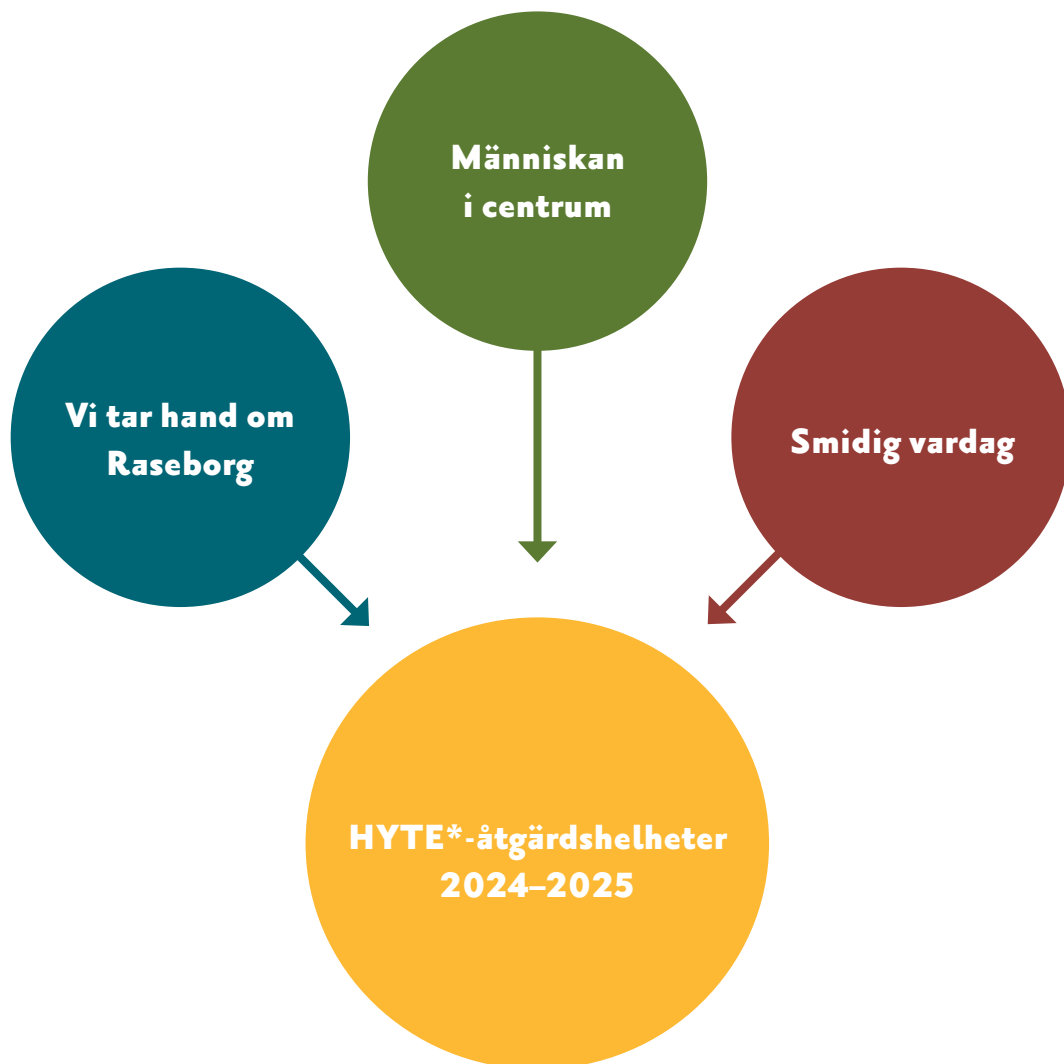 Människan
i centrum
Vi tar hand om
Raseborg
Smidig vardag
HYTE*-åtgärdshelheter
2024–2025